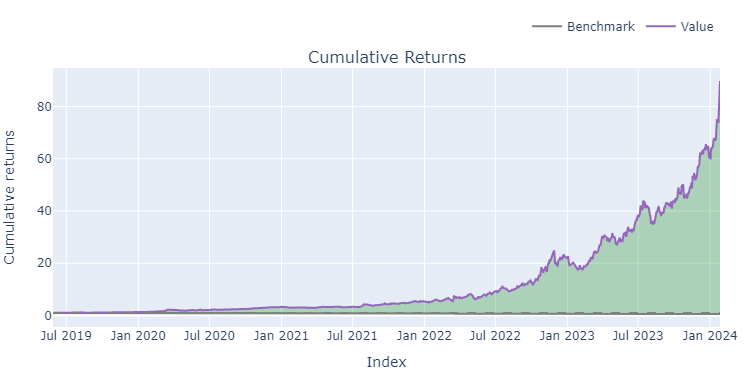 Benchmark Value
Cumulative Returns
Cumulative returns
80
60
40
20
0
Jul 2019 Jan 2020 Jul 2020 Jan 2021 Jul 2021 Jan 2022 Jul 2022 Jan 2023 Jul 2023 Jan 2024
Index